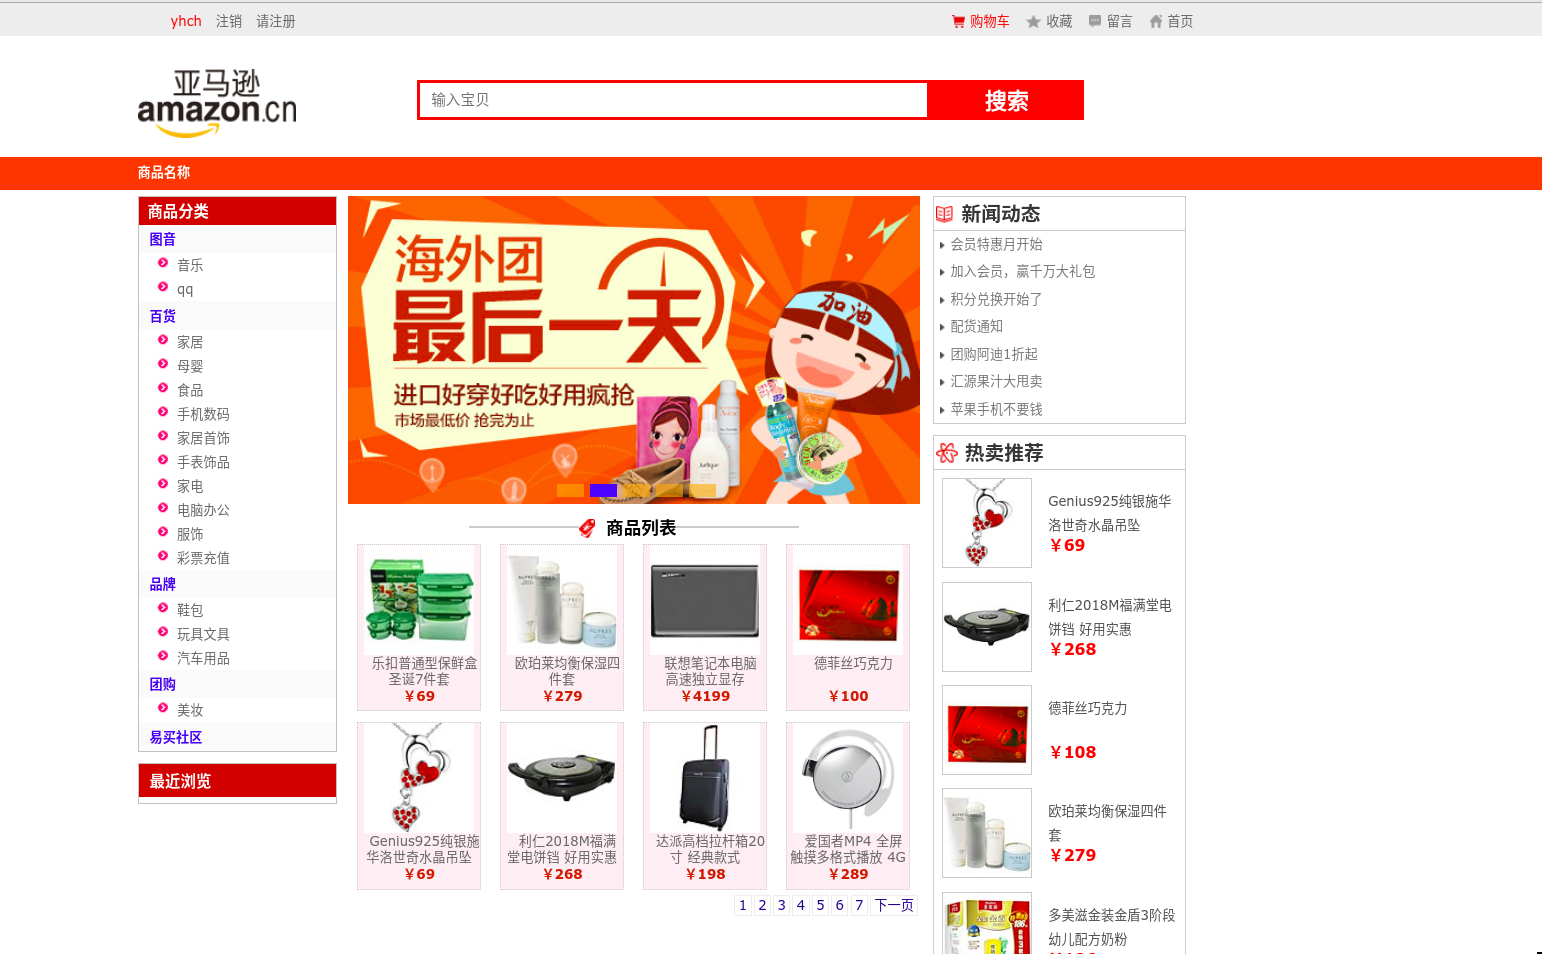 yhch 注销 请注册
购物车 收藏 留言 首页
亚马逊
amazon.cn
输入宝贝 搜索
商品名称
商品分类
图音
音乐
qq
百货
家居
母婴
食品
手机数码
家居首饰
手表饰品
家电
电脑办公
服饰
彩票充值
品牌
鞋包
玩具文具
汽车用品
团购
美妆
易买社区
最近浏览
海外团
最后一天
进口好穿好吃好用疯抢
市场最低价 抢完为止
加油
商品列表
乐扣普通型保鲜盒
圣诞7件套
￥69
欧珀莱均衡保湿四
件套
￥279
联想笔记本电脑
高速独立显存
￥4199
德菲丝巧克力
￥100
Genius925纯银施
华洛世奇水晶吊坠
￥69
利仁2018M福满
堂电饼铛 好用实惠
￥268
达派高档拉杆箱20
寸 经典款式
￥198
爱国者MP4 全屏
触摸多格式播放 4G
￥289
1 2 3 4 5 6 7 下一页
新闻动态
会员特惠月开始
加入会员，赢千万大礼包
积分兑换开始了
配货通知
团购阿迪1折起
汇源果汁大甩卖
苹果手机不要钱
热卖推荐
Genius925纯银施华
洛世奇水晶吊坠
￥69
利仁2018M福满堂电
饼铛 好用实惠
￥268
德菲丝巧克力
￥108
欧珀莱均衡保湿四件
套
￥279
多美滋金装金盾3阶段
幼儿配方奶粉